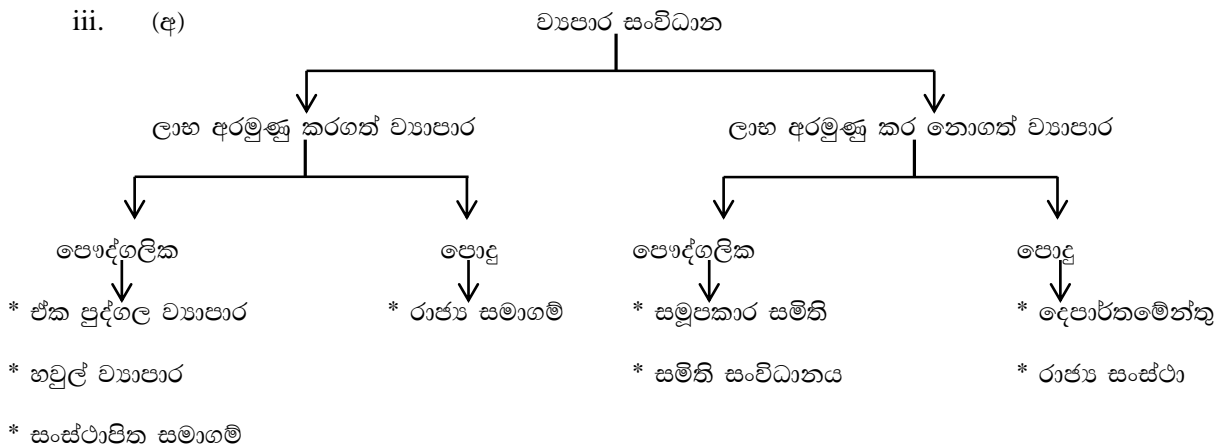 iii. (අ) ව්‍යපාර සංවිධාන
ලාභ අරමුණු කරගත් ව්‍යාපාර ලාභ අරමුණු කර නොගත් ව්‍යාපාර
පෞද්ගලික පොදු පෞද්ගලික පොදු
* ඒක පුද්ගල ව්‍යාපාර * රාජ්‍ය සමාගම් * සමූපකාර සමිති * දෙපාර්තමේන්තු
* හවුල් ව්‍යාපාර * සමිති සංවිධානය * රාජ්‍ය සංස්ථා
* සංස්ථාපිත සමාගම්